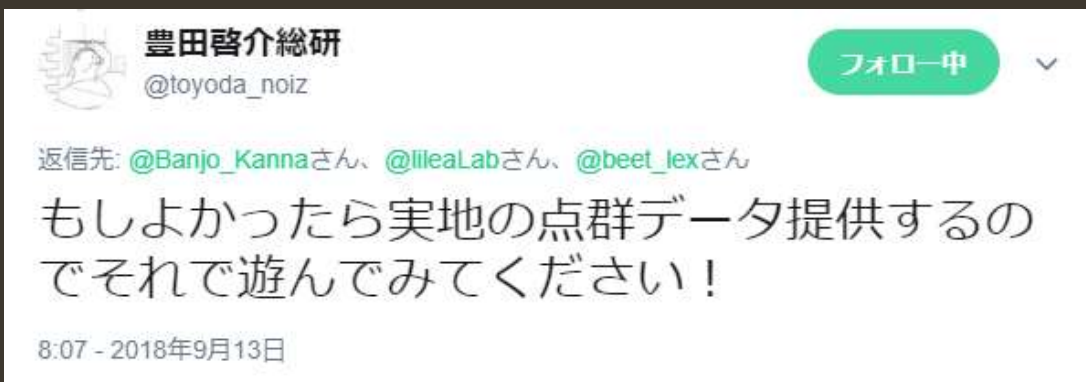 豊田啓介総研
@toyoda_noiz
フォロー中
返信先: @Banjo_Kannaさん、@lileaLabさん、@beet_lexさん
もしよかったら実地の点群データ提供するの
でそれで遊んでみてください！
8:07 - 2018年9月13日